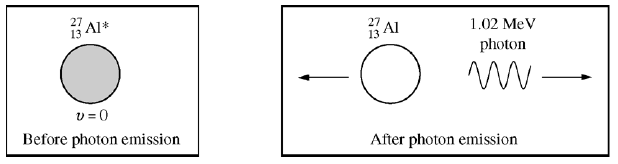 ²⁷₁₃Al*
υ = 0
Before photon emission
²⁷₁₃Al
1.02 MeV
photon
After photon emission